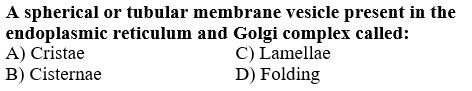 A spherical or tubular membrane vesicle present in the
endoplasmic reticulum and Golgi complex called:
A) Cristae C) Lamellae
B) Cisternae D) Folding